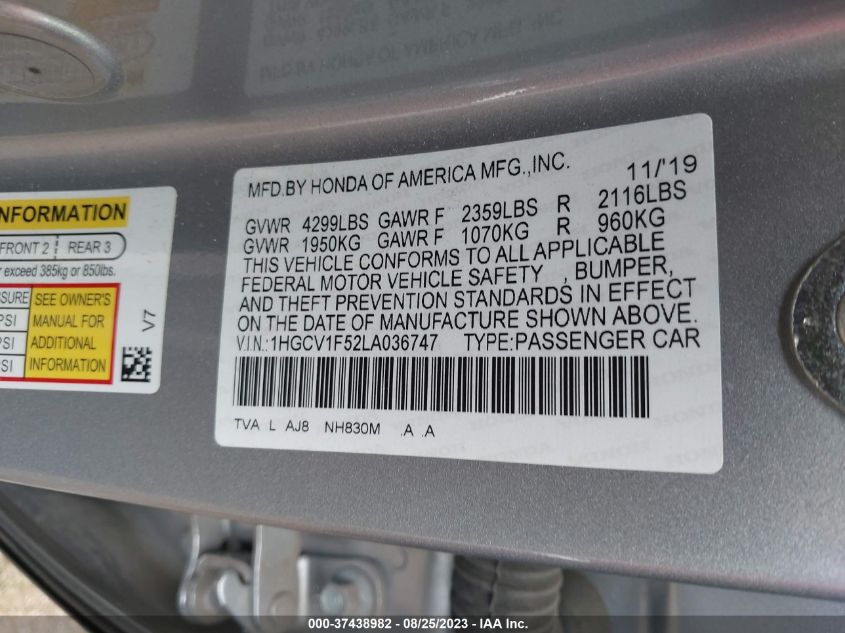 INFORMATION
FRONT 2 REAR 3
exceed 385kg or 850lbs.
SEE OWNER'S
MANUAL FOR
ADDITIONAL
INFORMATION
PSI
V7
MFD.BY HONDA OF AMERICA MFG.,INC. 11/'19
GVWR 4299LBS GAWR F 2359LBS R 2116LBS
GVWR 1950KG GAWR F 1070KG R 960KG
THIS VEHICLE CONFORMS TO ALL APPLICABLE
FEDERAL MOTOR VEHICLE SAFETY , BUMPER,
AND THEFT PREVENTION STANDARDS IN EFFECT
ON THE DATE OF MANUFACTURE SHOWN ABOVE.
VIN.:1HGCV1F52LA036747 TYPE:PASSENGER CAR
TVA L AJ8 NH830M .A .A
000-37438982 - 08/25/2023 - IAA Inc.